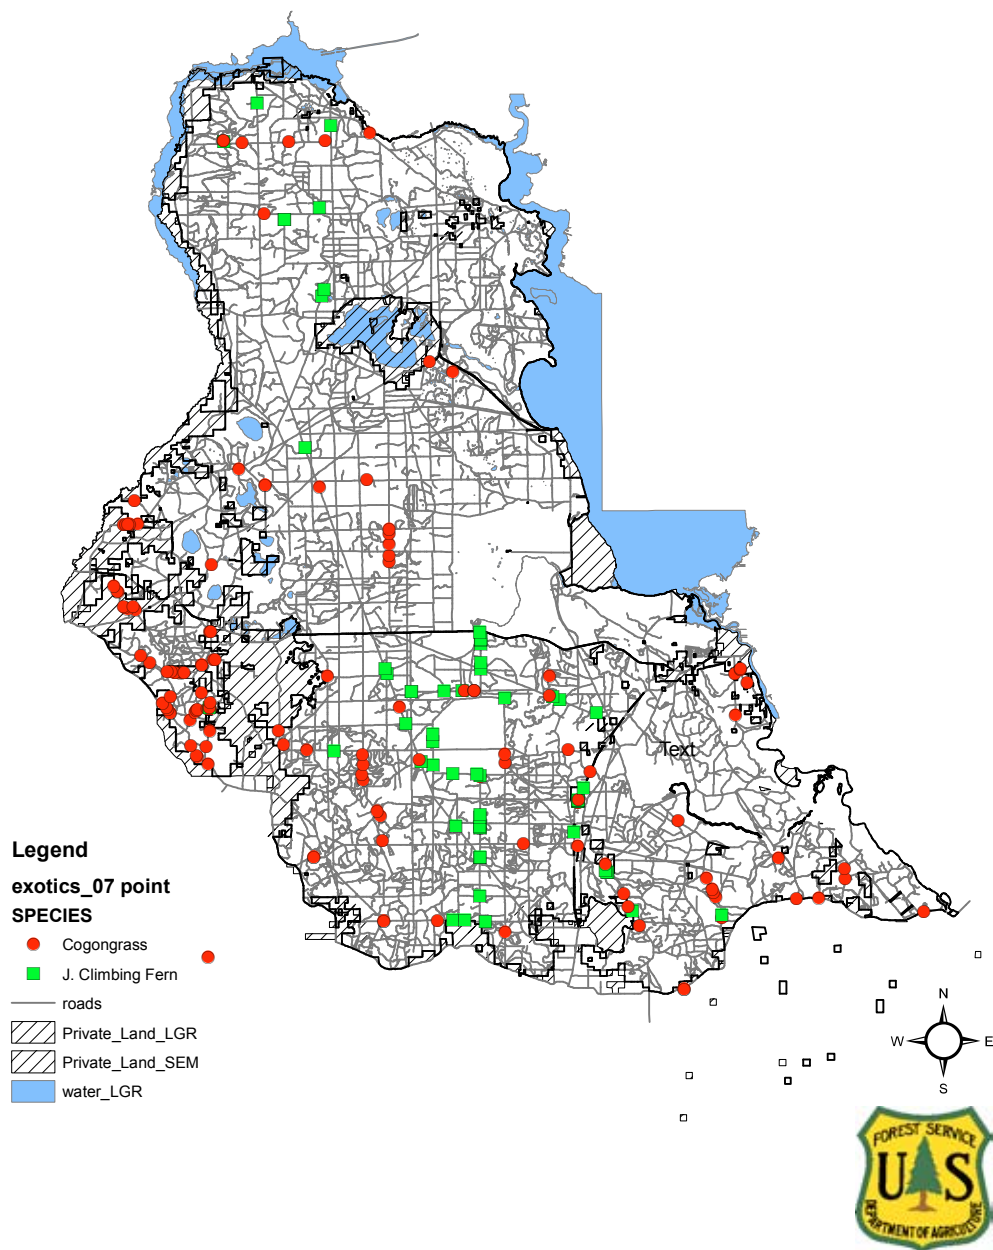 Text
Legend
exotics_07 point
SPECIES
Cogongrass
J. Climbing Fern
roads
Private_Land_LGR
Private_Land_SEM
water_LGR
N
W E
S
FOREST SERVICE
U S
DEPARTMENT OF AGRICULTURE